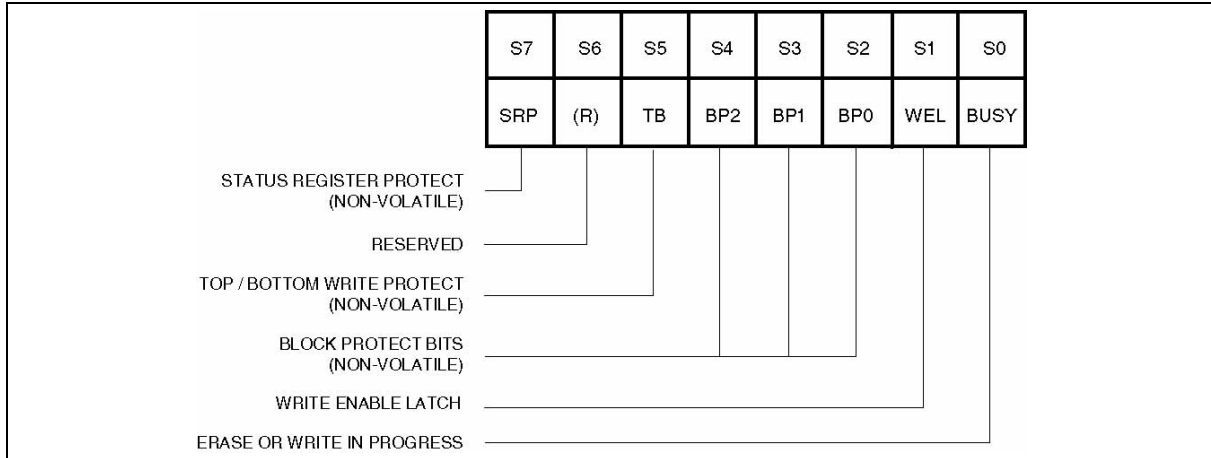 S7 S6 S5 S4 S3 S2 S1 S0
SRP (R) TB BP2 BP1 BP0 WEL BUSY
STATUS REGISTER PROTECT
(NON-VOLATILE)
RESERVED
TOP / BOTTOM WRITE PROTECT
(NON-VOLATILE)
BLOCK PROTECT BITS
(NON-VOLATILE)
WRITE ENABLE LATCH
ERASE OR WRITE IN PROGRESS